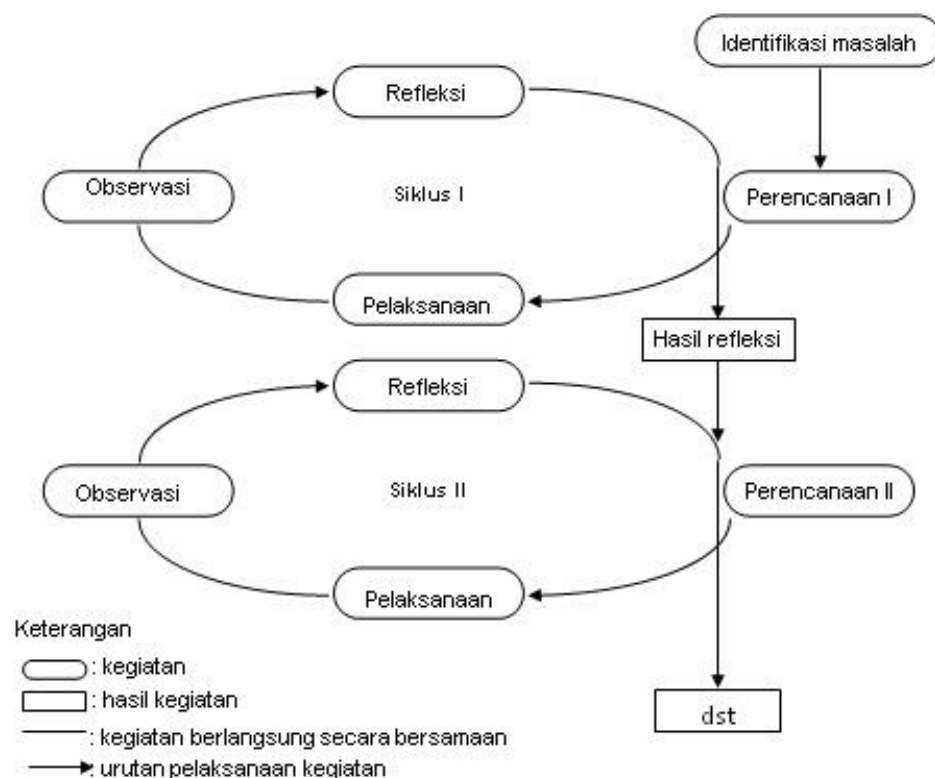 Identifikasi masalah
Refleksi
Observasi
Siklus I
Perencanaan I
Pelaksanaan
Hasil refleksi
Refleksi
Observasi
Siklus II
Perencanaan II
Pelaksanaan
Keterangan
: kegiatan
: hasil kegiatan
: kegiatan berlangsung secara bersamaan
: urutan pelaksanaan kegiatan
dst